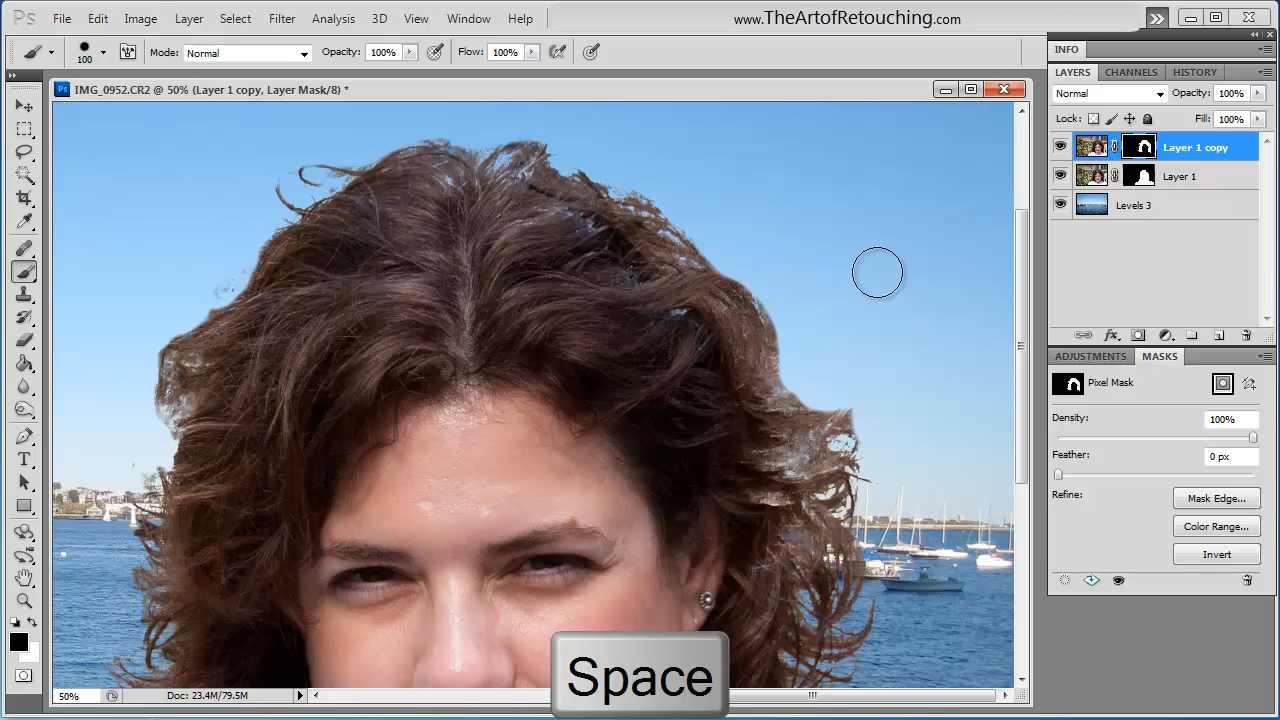 Ps File Edit Image Layer Select Filter Analysis 3D View Window Help www.TheArtofRetouching.com
100 Mode: Normal Opacity: 100% Flow: 100%
INFO
IMG_0952.CR2 @ 50% (Layer 1 copy, Layer Mask/8) *
LAYERS CHANNELS HISTORY
Normal Opacity: 100%
Lock: Fill: 100%
Layer 1 copy
Layer 1
Levels 3
ADJUSTMENTS MASKS
Pixel Mask
Density: 100%
Feather: 0 px
Refine: Mask Edge...
Color Range...
Invert
Space
50% Doc: 23.4M/79.5M